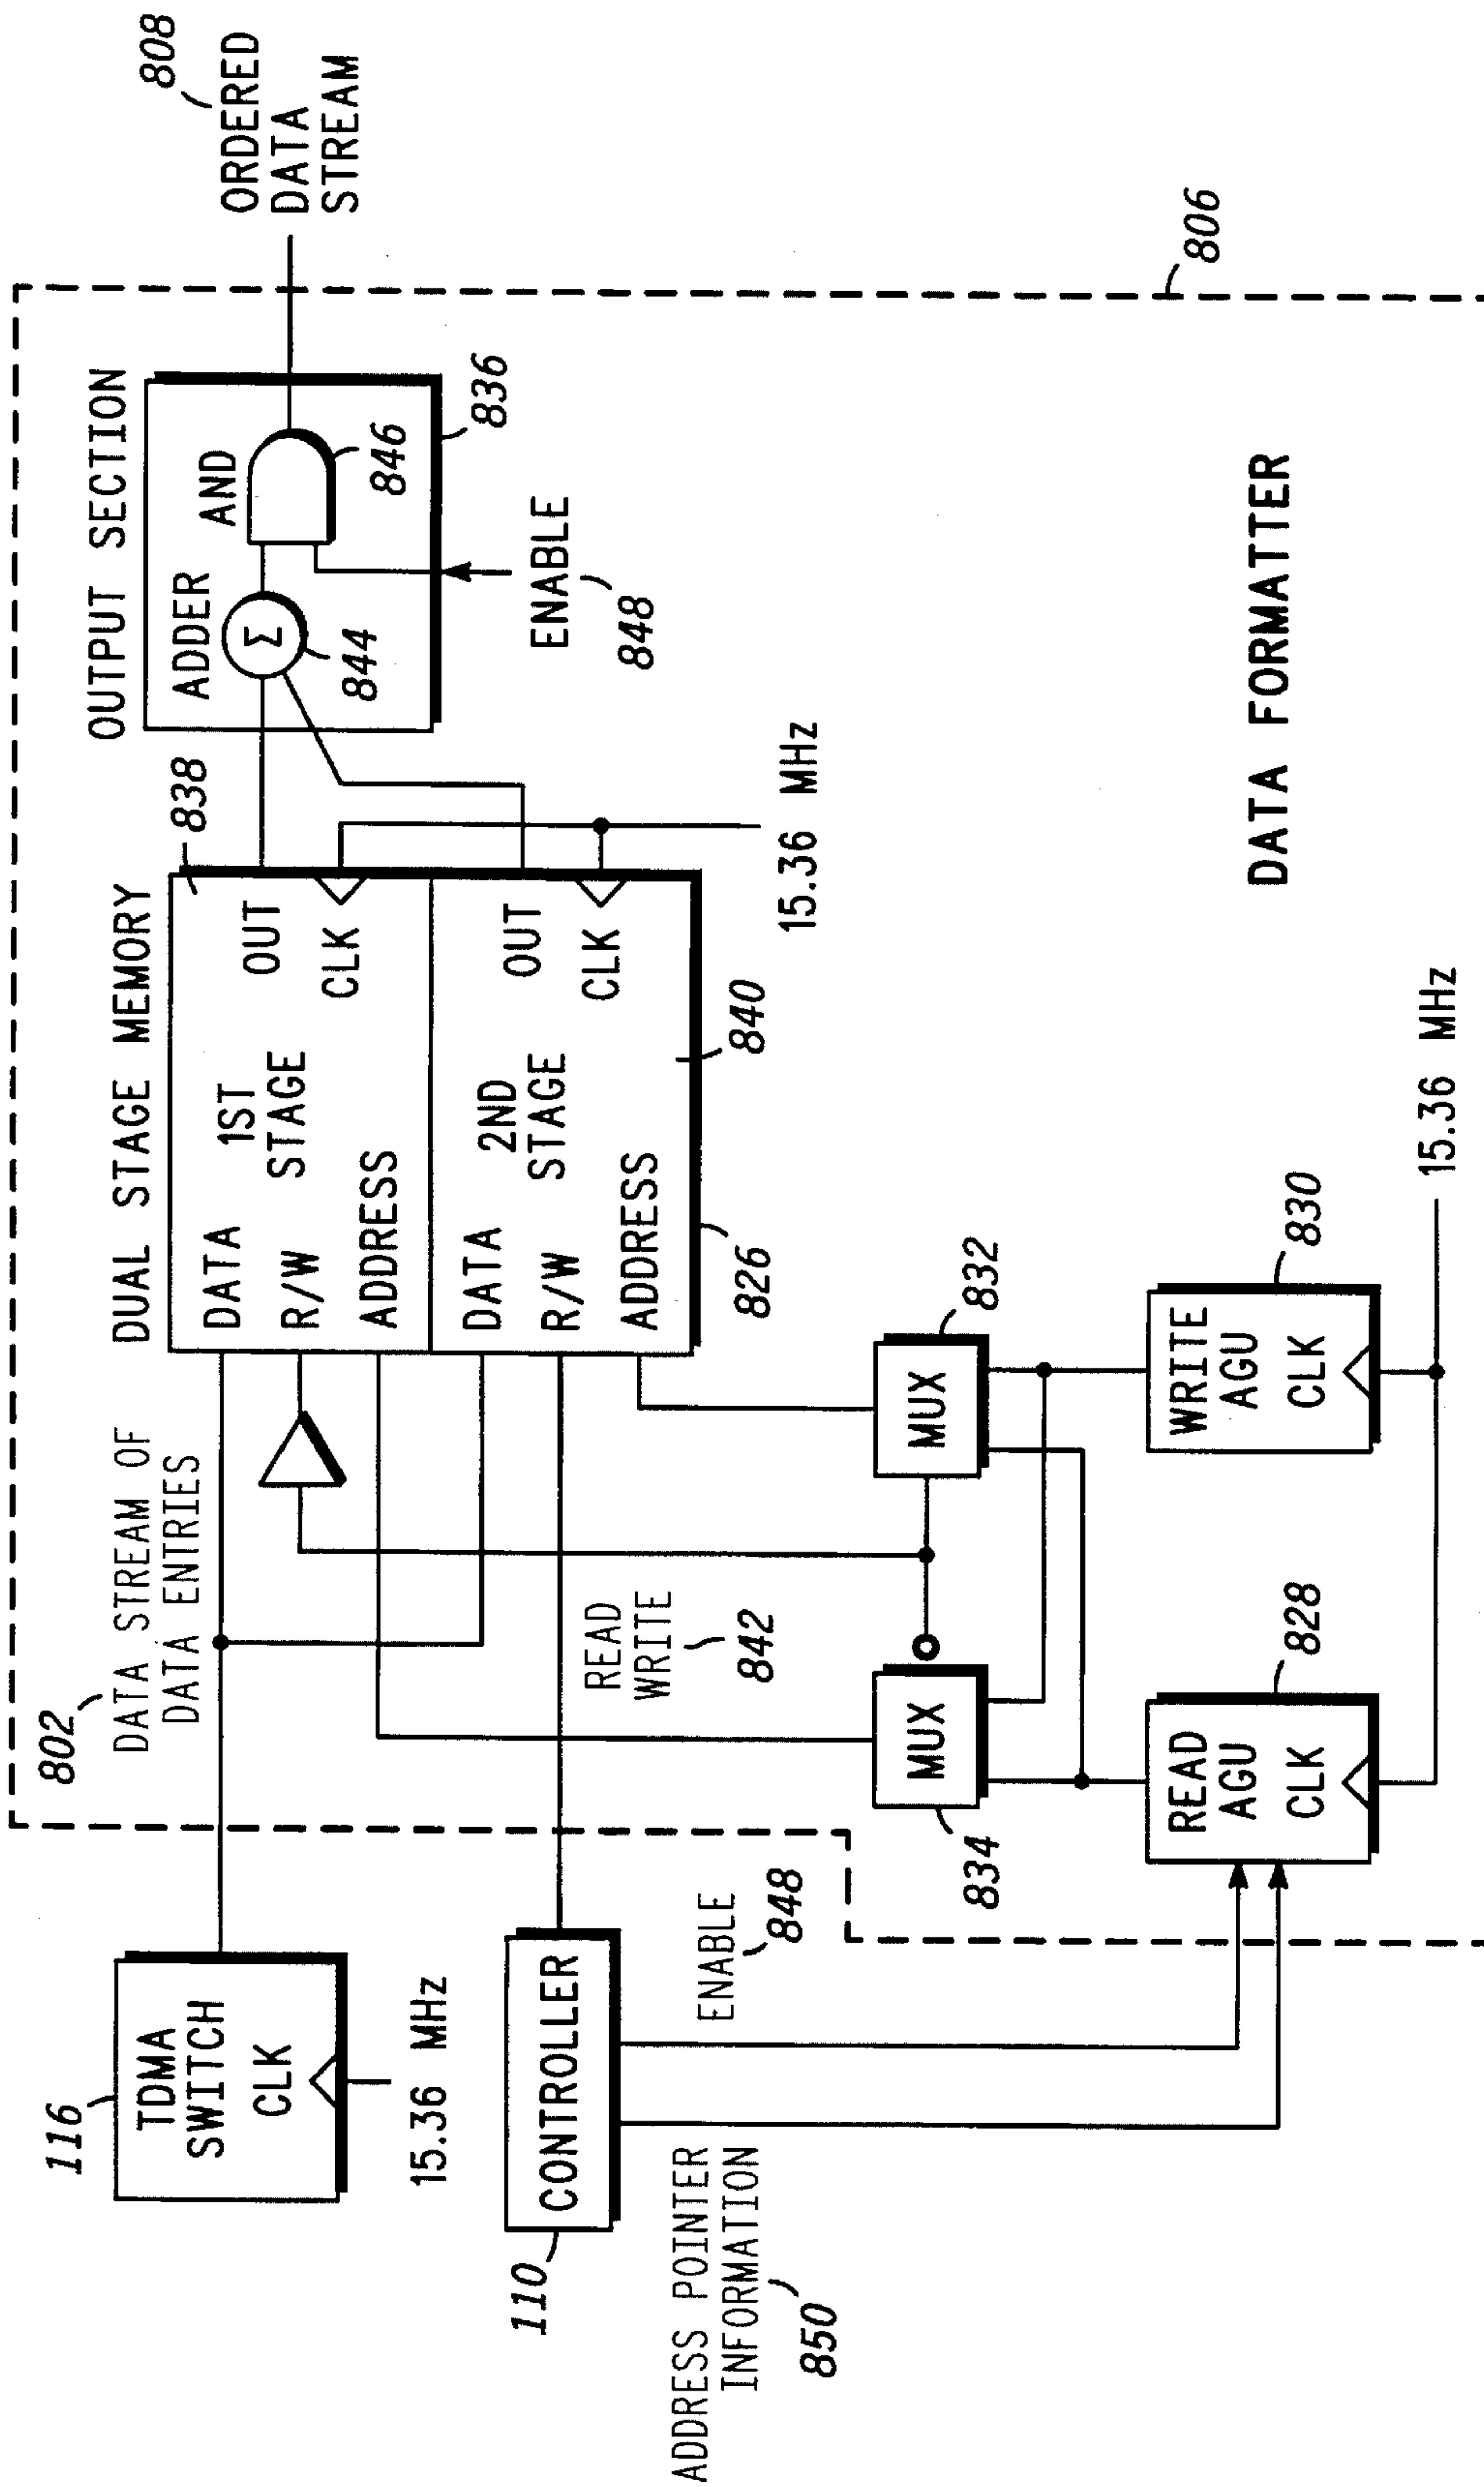 808
ORDERED
DATA
STREAM
806
OUTPUT SECTION
ADDER
AND
Σ
844
846
836
ENABLE
848
DUAL STAGE MEMORY
838
DATA
1ST
STAGE
OUT
R/W
CLK
ADDRESS
DATA
2ND
STAGE
OUT
R/W
CLK
ADDRESS
826
840
15.36 MHz
802
DATA STREAM OF
DATA ENTRIES
READ
WRITE
842
116
TDMA
SWITCH
CLK
15.36 MHz
110
CONTROLLER
ENABLE
848
ADDRESS POINTER
INFORMATION
850
834
MUX
MUX
832
READ
AGU
CLK
828
WRITE
AGU
CLK
830
15.36 MHz
DATA FORMATTER